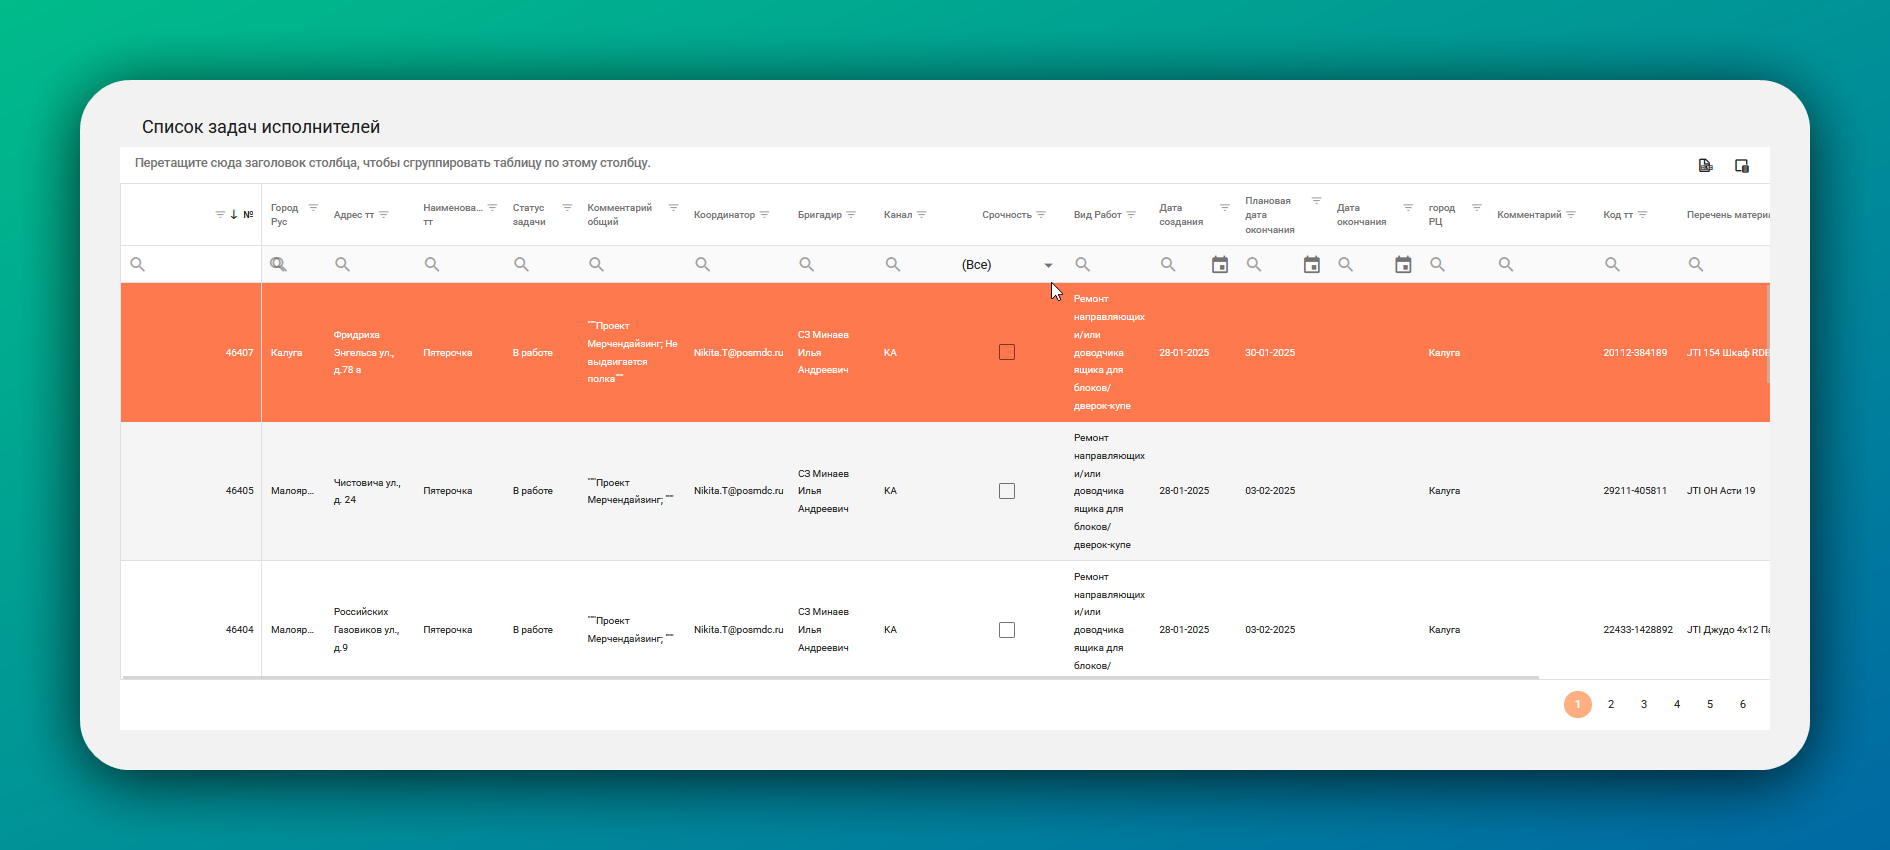 Список задач исполнителей
Перетащите сюда заголовок столбца, чтобы сгруппировать таблицу по этому столбцу.
№
Город
Рус
Адрес тт
Наименова...
тт
Статус
задачи
Комментарий
общий
Координатор
Бригадир
Канал
Срочность
Вид Работ
Дата
создания
Плановая
дата
окончания
Дата
окончания
город
РЦ
Комментарий
Код тт
Перечень материа
(Все)
46407
Калуга
Фридриха
Энгельса ул.,
д.78 а
Пятерочка
В работе
"""Проект
Мерчендайзинг; Не
выдвигается
полка"""
Nikita.T@posmdc.ru
СЗ Минаев
Илья
Андреевич
КА
Ремонт
направляющих
и/или
доводчика
ящика для
блоков/
дверок-купе
28-01-2025
30-01-2025
Калуга
20112-384189
JTI 154 Шкаф RDE
46405
Малояр...
Чистовича ул.,
д. 24
Пятерочка
В работе
"""Проект
Мерчендайзинг; """
Nikita.T@posmdc.ru
СЗ Минаев
Илья
Андреевич
КА
Ремонт
направляющих
и/или
доводчика
ящика для
блоков/
дверок-купе
28-01-2025
03-02-2025
Калуга
29211-405811
JTI ОН Асти 19
46404
Малояр...
Российских
Газовиков ул.,
д.9
Пятерочка
В работе
"""Проект
Мерчендайзинг; """
Nikita.T@posmdc.ru
СЗ Минаев
Илья
Андреевич
КА
Ремонт
направляющих
и/или
доводчика
ящика для
блоков/
28-01-2025
03-02-2025
Калуга
22433-1428892
JTI Джудо 4x12 Па
1 2 3 4 5 6